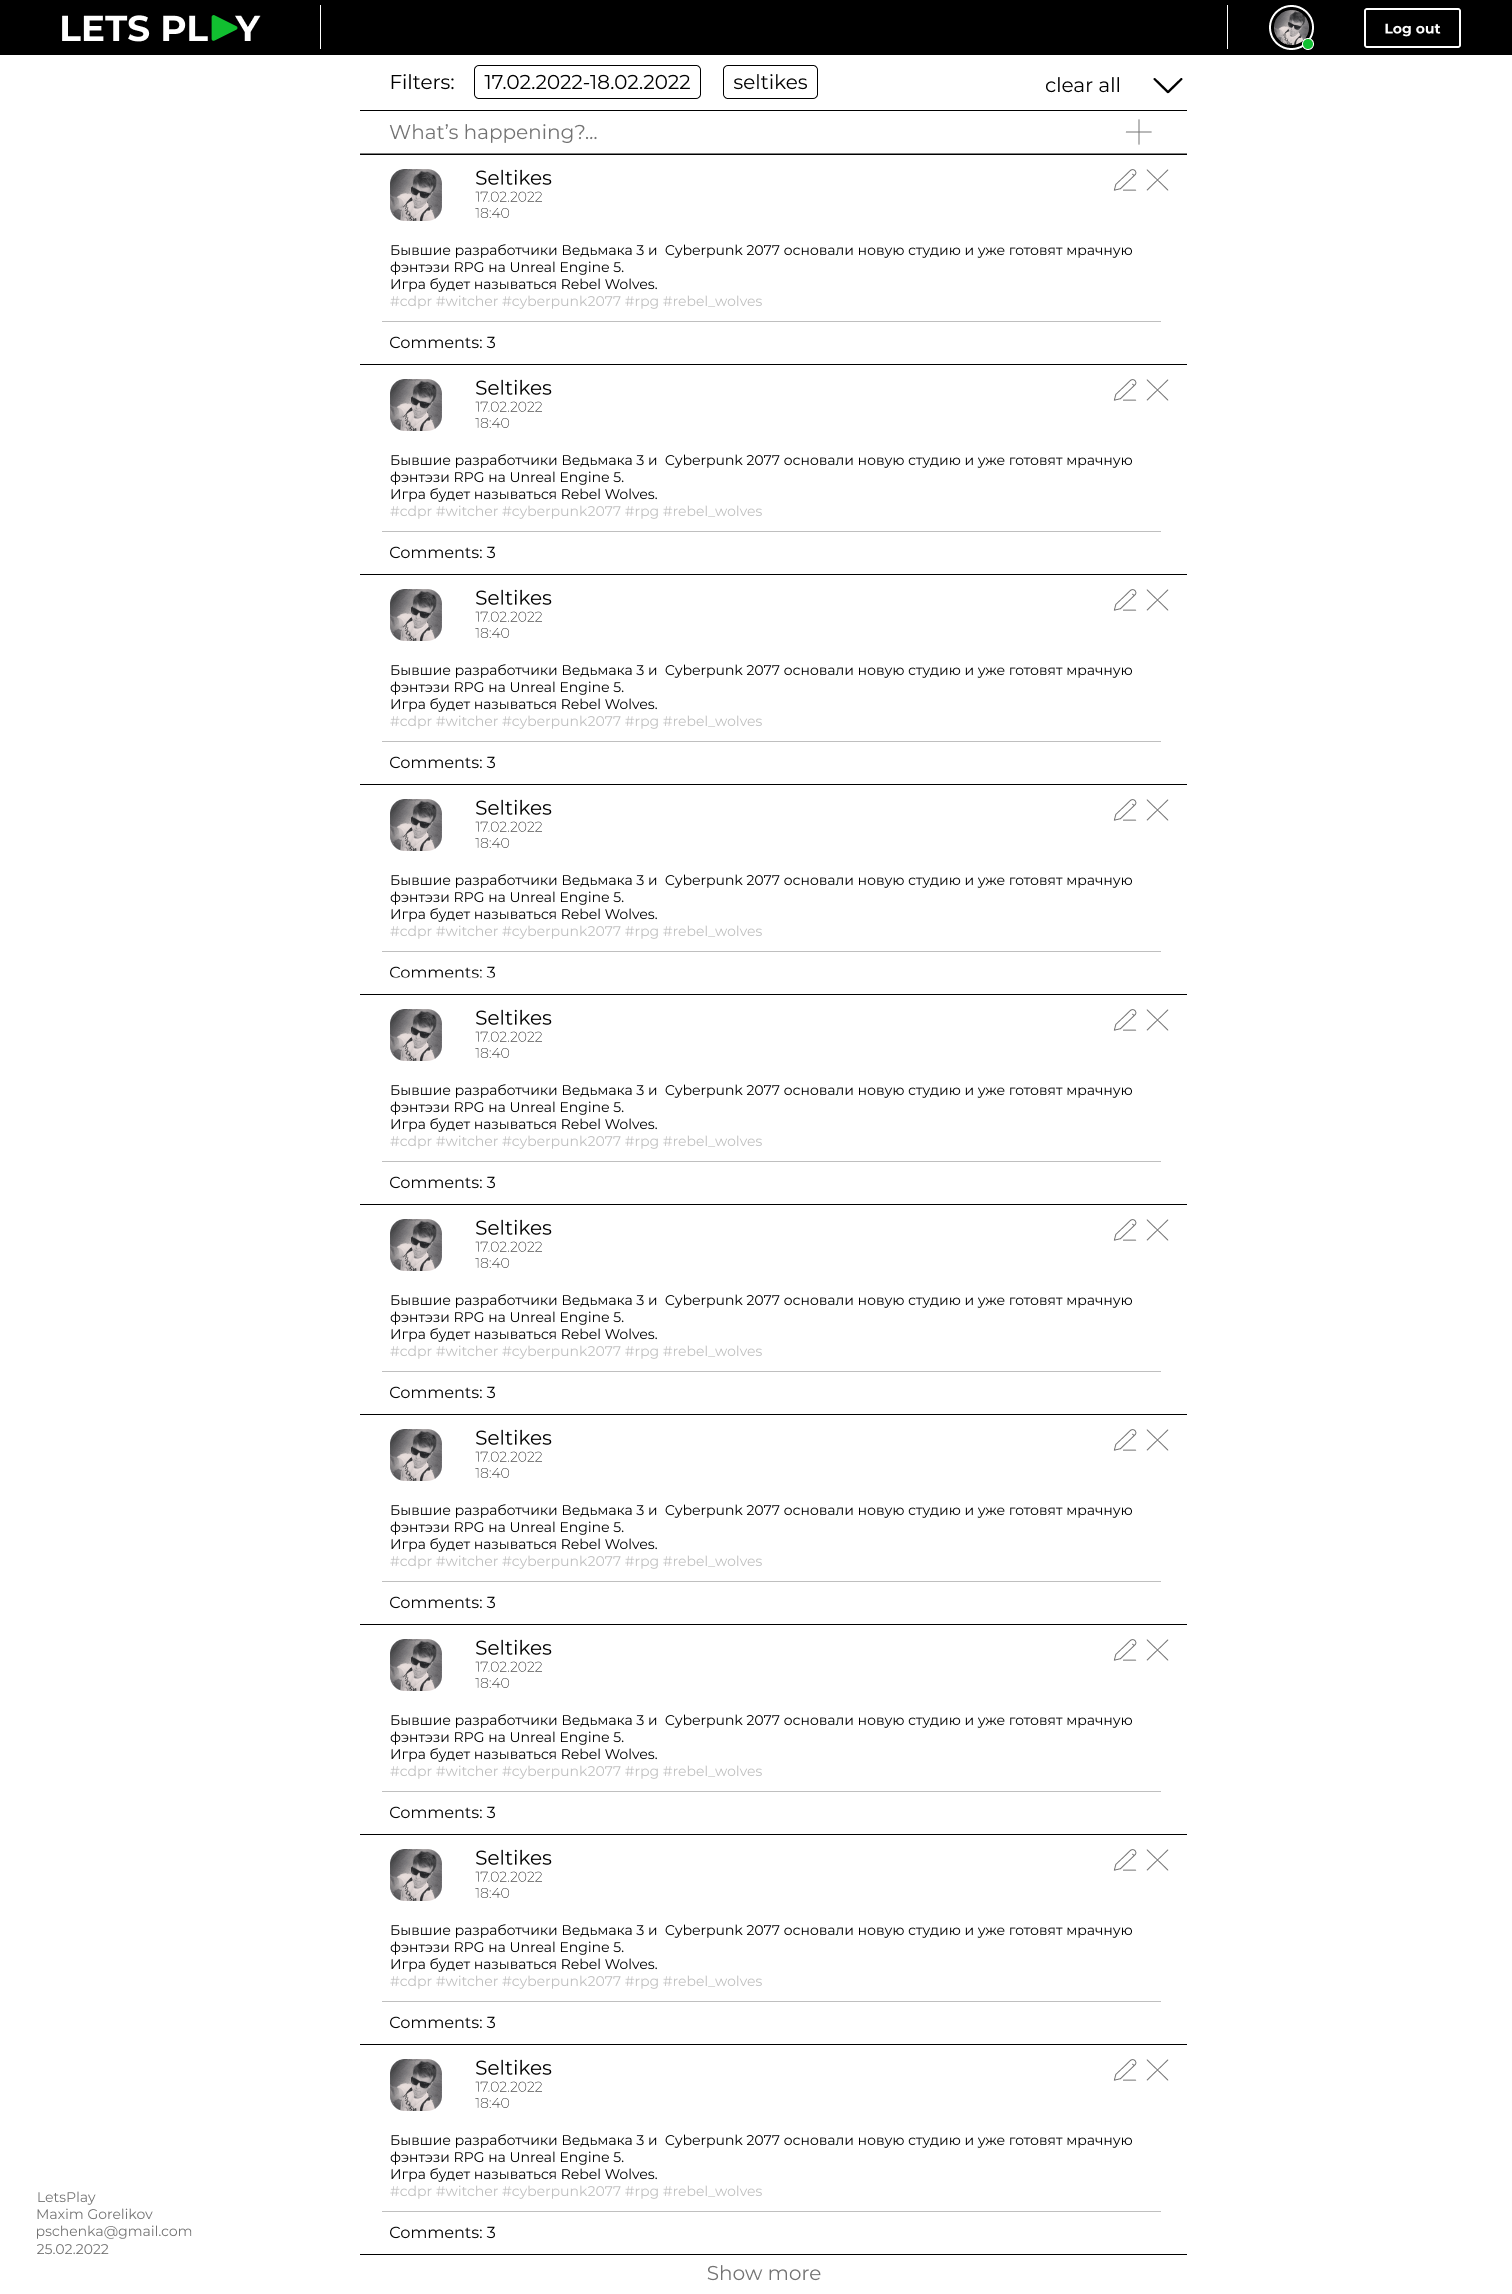 LETS PLAY
Log out
Filters: 17.02.2022-18.02.2022 seltikes clear all
What’s happening?...
Seltikes
17.02.2022
18:40
Бывшие разработчики Ведьмака 3 и Cyberpunk 2077 основали новую студию и уже готовят мрачную
фэнтэзи RPG на Unreal Engine 5.
Игра будет называться Rebel Wolves.
#cdpr #witcher #cyberpunk2077 #rpg #rebel_wolves
Comments: 3
Seltikes
17.02.2022
18:40
Бывшие разработчики Ведьмака 3 и Cyberpunk 2077 основали новую студию и уже готовят мрачную
фэнтэзи RPG на Unreal Engine 5.
Игра будет называться Rebel Wolves.
#cdpr #witcher #cyberpunk2077 #rpg #rebel_wolves
Comments: 3
Seltikes
17.02.2022
18:40
Бывшие разработчики Ведьмака 3 и Cyberpunk 2077 основали новую студию и уже готовят мрачную
фэнтэзи RPG на Unreal Engine 5.
Игра будет называться Rebel Wolves.
#cdpr #witcher #cyberpunk2077 #rpg #rebel_wolves
Comments: 3
Seltikes
17.02.2022
18:40
Бывшие разработчики Ведьмака 3 и Cyberpunk 2077 основали новую студию и уже готовят мрачную
фэнтэзи RPG на Unreal Engine 5.
Игра будет называться Rebel Wolves.
#cdpr #witcher #cyberpunk2077 #rpg #rebel_wolves
Comments: 3
Seltikes
17.02.2022
18:40
Бывшие разработчики Ведьмака 3 и Cyberpunk 2077 основали новую студию и уже готовят мрачную
фэнтэзи RPG на Unreal Engine 5.
Игра будет называться Rebel Wolves.
#cdpr #witcher #cyberpunk2077 #rpg #rebel_wolves
Comments: 3
Seltikes
17.02.2022
18:40
Бывшие разработчики Ведьмака 3 и Cyberpunk 2077 основали новую студию и уже готовят мрачную
фэнтэзи RPG на Unreal Engine 5.
Игра будет называться Rebel Wolves.
#cdpr #witcher #cyberpunk2077 #rpg #rebel_wolves
Comments: 3
Seltikes
17.02.2022
18:40
Бывшие разработчики Ведьмака 3 и Cyberpunk 2077 основали новую студию и уже готовят мрачную
фэнтэзи RPG на Unreal Engine 5.
Игра будет называться Rebel Wolves.
#cdpr #witcher #cyberpunk2077 #rpg #rebel_wolves
Comments: 3
Seltikes
17.02.2022
18:40
Бывшие разработчики Ведьмака 3 и Cyberpunk 2077 основали новую студию и уже готовят мрачную
фэнтэзи RPG на Unreal Engine 5.
Игра будет называться Rebel Wolves.
#cdpr #witcher #cyberpunk2077 #rpg #rebel_wolves
Comments: 3
Seltikes
17.02.2022
18:40
Бывшие разработчики Ведьмака 3 и Cyberpunk 2077 основали новую студию и уже готовят мрачную
фэнтэзи RPG на Unreal Engine 5.
Игра будет называться Rebel Wolves.
#cdpr #witcher #cyberpunk2077 #rpg #rebel_wolves
Comments: 3
Seltikes
17.02.2022
18:40
Бывшие разработчики Ведьмака 3 и Cyberpunk 2077 основали новую студию и уже готовят мрачную
фэнтэзи RPG на Unreal Engine 5.
Игра будет называться Rebel Wolves.
#cdpr #witcher #cyberpunk2077 #rpg #rebel_wolves
Comments: 3
LetsPlay
Maxim Gorelikov
pschenka@gmail.com
25.02.2022
Show more